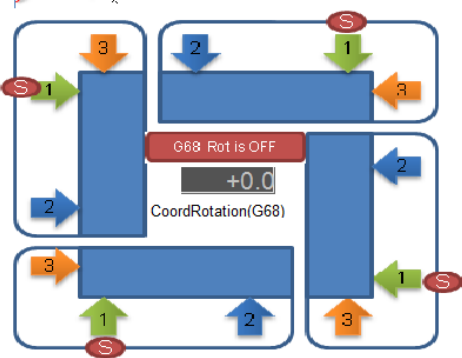 S
3 2 1
S 1 3
G68 Rot is OFF
2
+0.0
2 CoordRotation(G68)
3
1 S
1 2 3
S